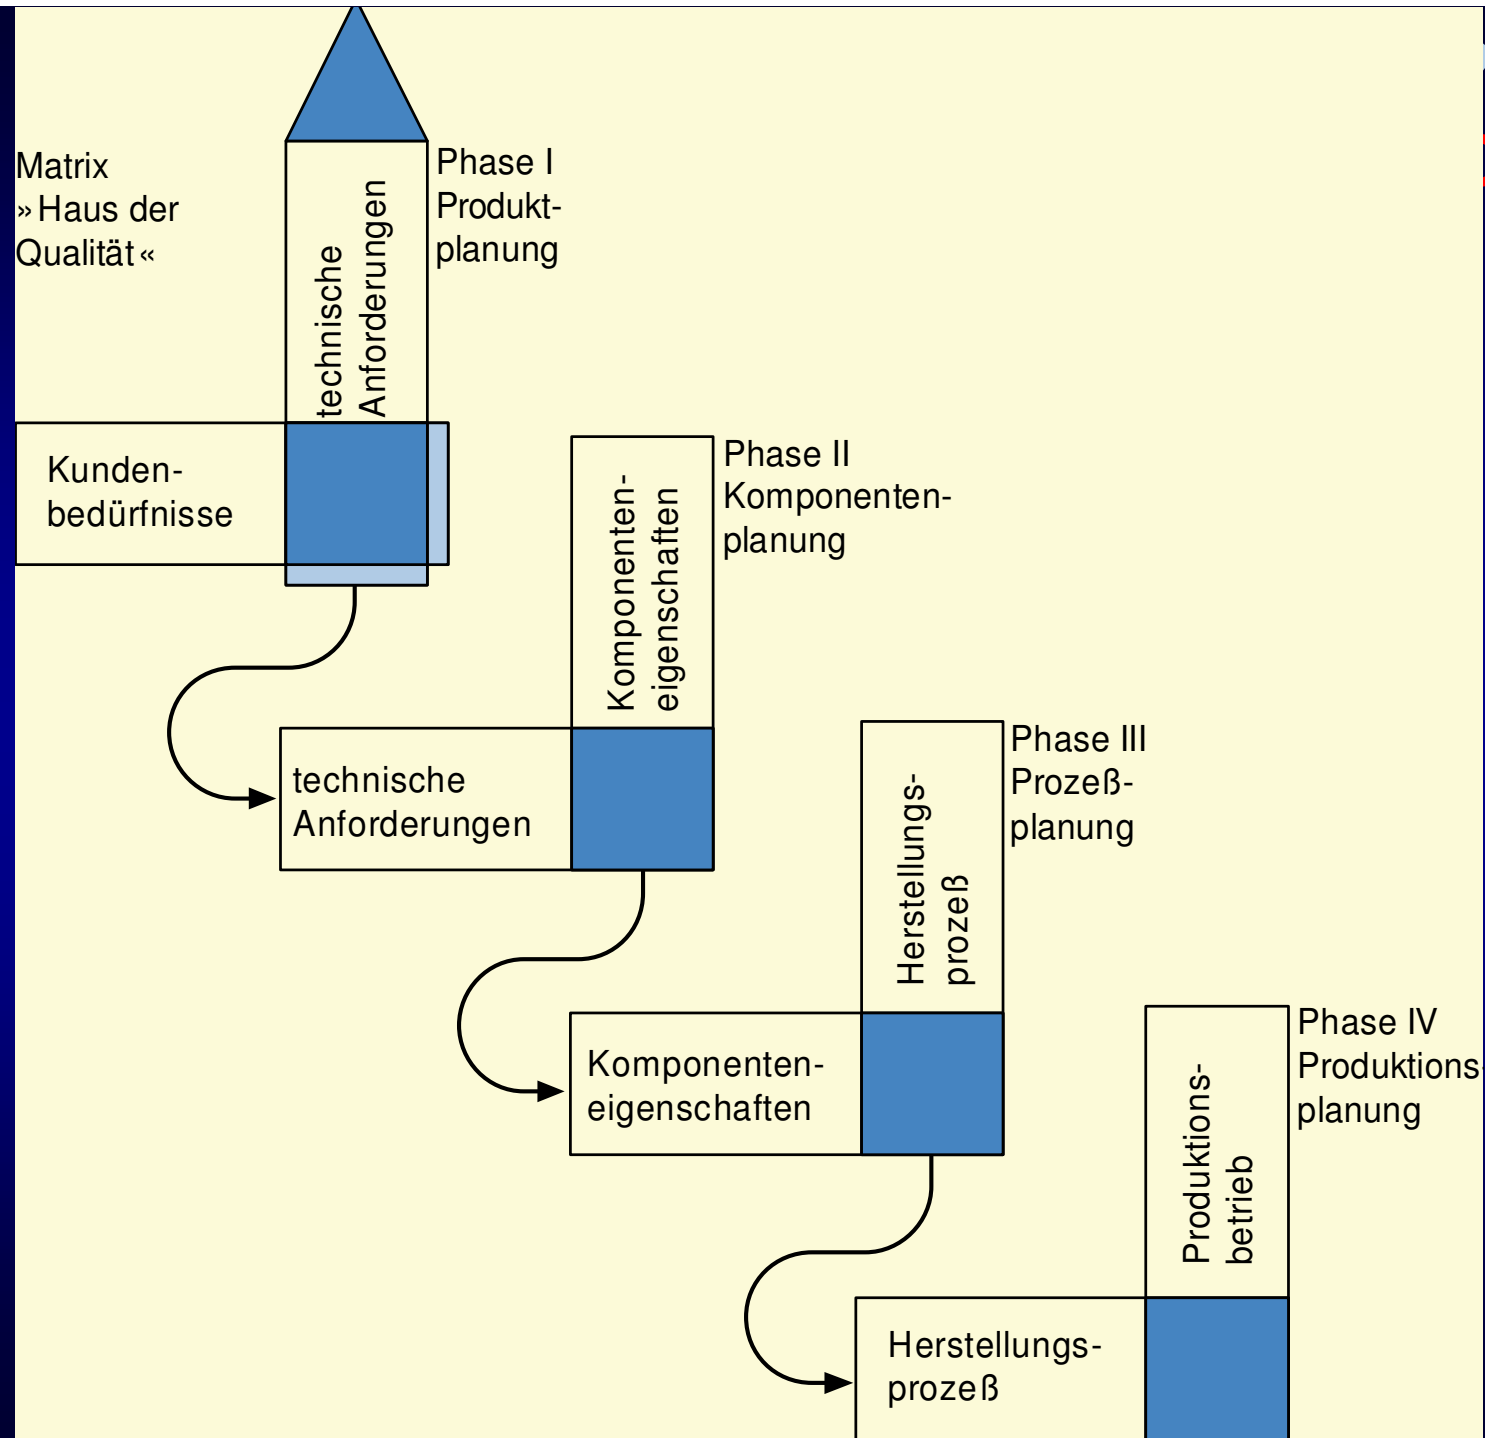 Matrix
»Haus der
Qualität«
technische
Anforderungen
Phase I
Produkt-
planung
Kunden-
bedürfnisse
Komponenten-
eigenschaften
Phase II
Komponenten-
planung
technische
Anforderungen
Herstellungs-
prozeß
Phase III
Prozeß-
planung
Komponenten-
eigenschaften
Produktions-
betrieb
Phase IV
Produktions-
planung
Herstellungs-
prozeß